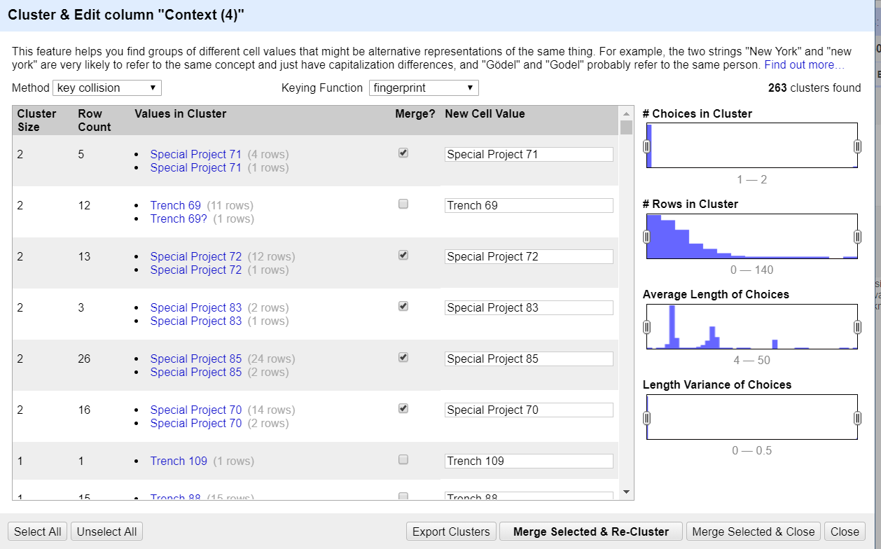 Cluster & Edit column "Context (4)"
This feature helps you find groups of different cell values that might be alternative representations of the same thing. For example, the two strings "New York" and "new
york" are very likely to refer to the same concept and just have capitalization differences, and "Gödel" and "Godel" probably refer to the same person. Find out more...
Method key collision Keying Function fingerprint 263 clusters found
Cluster Size Row Count Values in Cluster Merge? New Cell Value
2 5 Special Project 71 (4 rows) Special Project 71
Special Project 71 (1 rows)
2 12 Trench 69 (11 rows) Trench 69
Trench 69? (1 rows)
2 13 Special Project 72 (12 rows) Special Project 72
Special Project 72 (1 rows)
2 3 Special Project 83 (2 rows) Special Project 83
Special Project 83 (1 rows)
2 26 Special Project 85 (24 rows) Special Project 85
Special Project 85 (2 rows)
2 16 Special Project 70 (14 rows) Special Project 70
Special Project 70 (2 rows)
1 1 Trench 109 (1 rows) Trench 109
1 15 Trench 88 (15 rows) Trench 88
# Choices in Cluster
1 — 2
# Rows in Cluster
0 — 140
Average Length of Choices
4 — 50
Length Variance of Choices
0 — 0.5
Select All Unselect All Export Clusters Merge Selected & Re-Cluster Merge Selected & Close Close